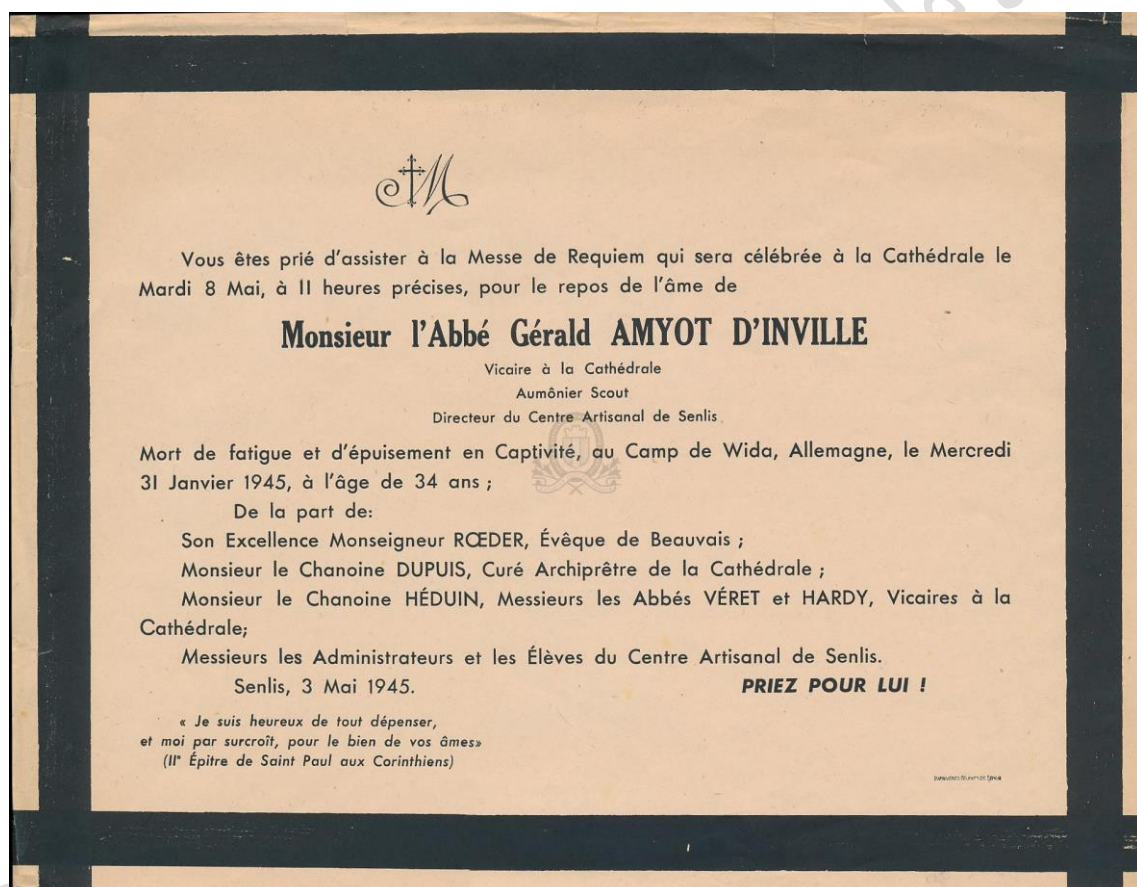 Vous êtes prié d'assister à la Messe de Requiem qui sera célébrée à la Cathédrale le
Mardi 8 Mai, à 11 heures précises, pour le repos de l'âme de
Monsieur l'Abbé Gérald AMYOT D'INVILLE
Vicaire à la Cathédrale
Aumônier Scout
Directeur du Centre Artisanal de Senlis
Mort de fatigue et d'épuisement en Captivité, au Camp de Wida, Allemagne, le Mercredi
31 Janvier 1945, à l'âge de 34 ans ;
De la part de:
Son Excellence Monseigneur RŒDER, Évêque de Beauvais ;
Monsieur le Chanoine DUPUIS, Curé Archiprêtre de la Cathédrale ;
Monsieur le Chanoine HÉDUIN, Messieurs les Abbés VÉRET et HARDY, Vicaires à la
Cathédrale;
Messieurs les Administrateurs et les Élèves du Centre Artisanal de Senlis.
Senlis, 3 Mai 1945. PRIEZ POUR LUI !
« Je suis heureux de tout dépenser,
et moi par surcroît, pour le bien de vos âmes»
(IIe Épitre de Saint Paul aux Corinthiens)